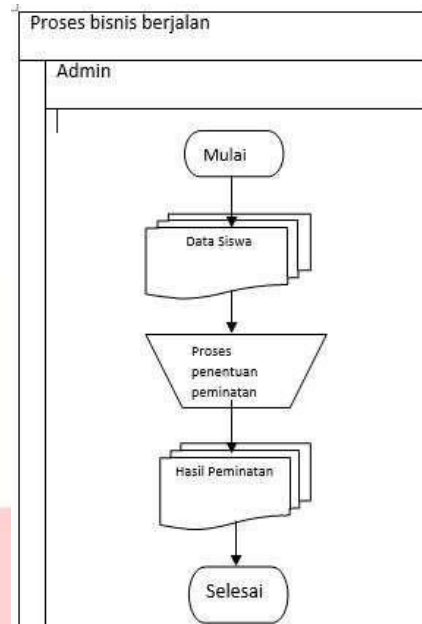 Proses bisnis berjalan
Admin
Mulai
Data Siswa
Proses
penentuan
peminatan
Hasil Peminatan
Selesai